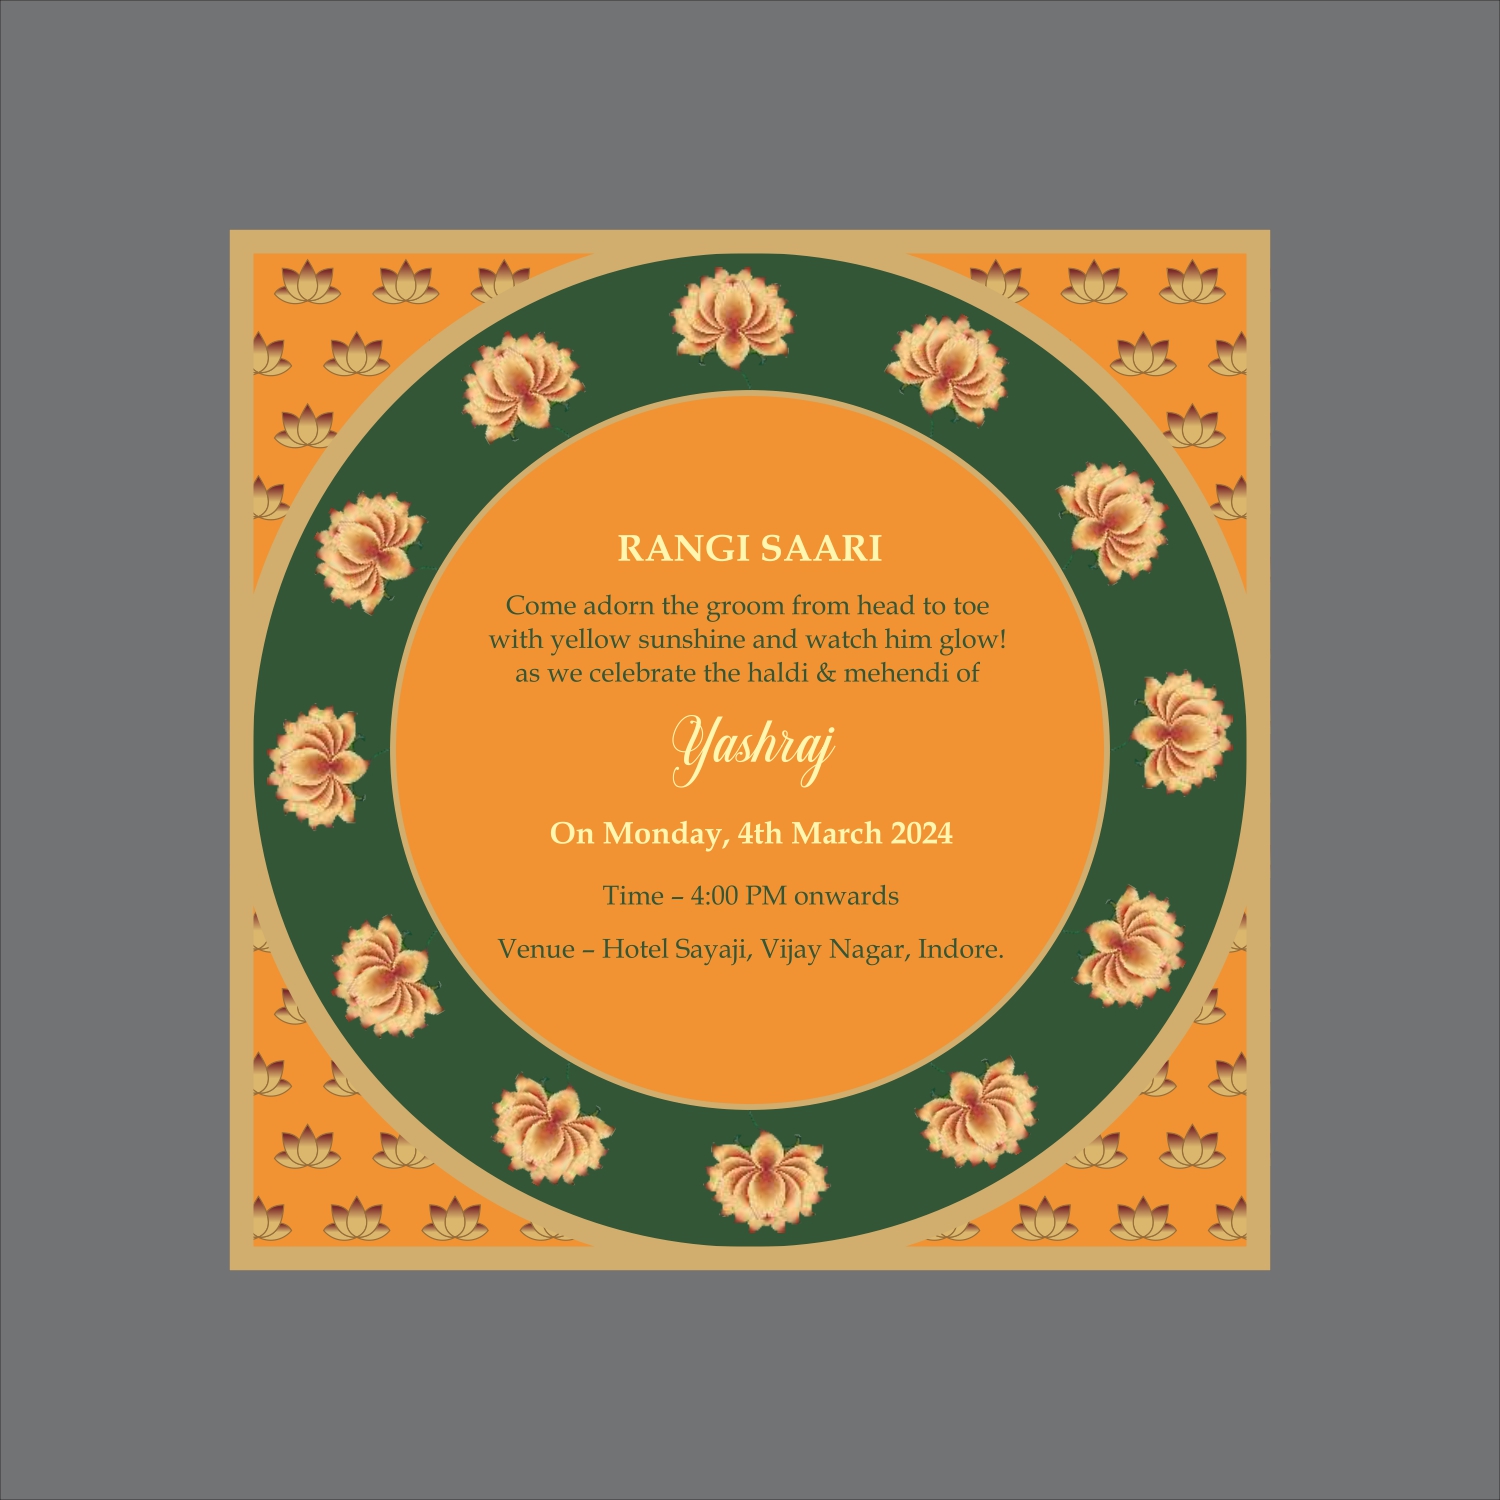 RANGI SAARI
Come adorn the groom from head to toe
with yellow sunshine and watch him glow!
as we celebrate the haldi & mehendi of
Yashraj
On Monday, 4th March 2024
Time – 4:00 PM onwards
Venue – Hotel Sayaji, Vijay Nagar, Indore.